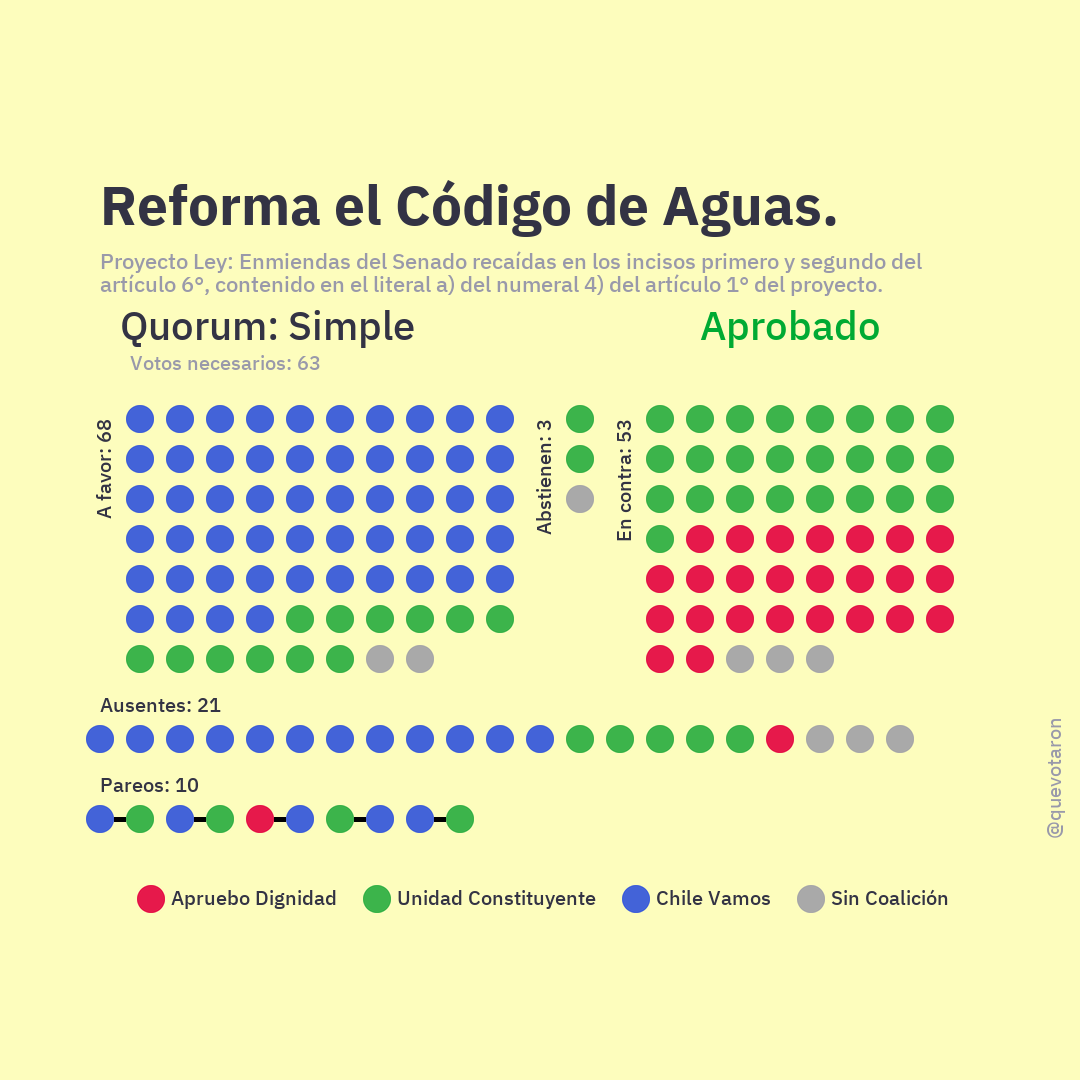 Reforma el Código de Aguas.
Proyecto Ley: Enmiendas del Senado recaídas en los incisos primero y segundo del
artículo 6°, contenido en el literal a) del numeral 4) del artículo 1° del proyecto.
Quorum: Simple
Aprobado
Votos necesarios: 63
A favor: 68
Abstienen: 3
En contra: 53
Ausentes: 21
Pareos: 10
@quevotaron
Apruebo Dignidad
Unidad Constituyente
Chile Vamos
Sin Coalición